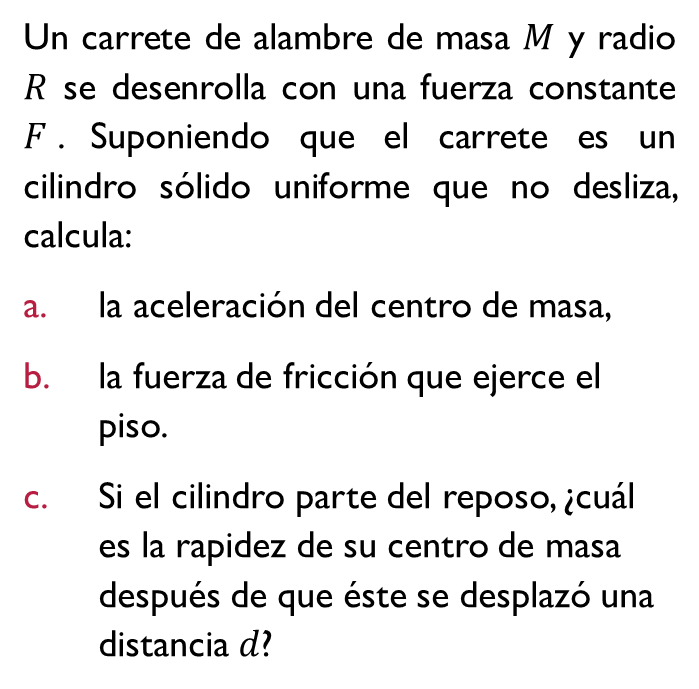 Un carrete de alambre de masa M y radio
R se desenrolla con una fuerza constante
F . Suponiendo que el carrete es un
cilindro sólido uniforme que no desliza,
calcula:
a. la aceleración del centro de masa,
b. la fuerza de fricción que ejerce el
piso.
c. Si el cilindro parte del reposo, ¿cuál
es la rapidez de su centro de masa
después de que éste se desplazó una
distancia d?